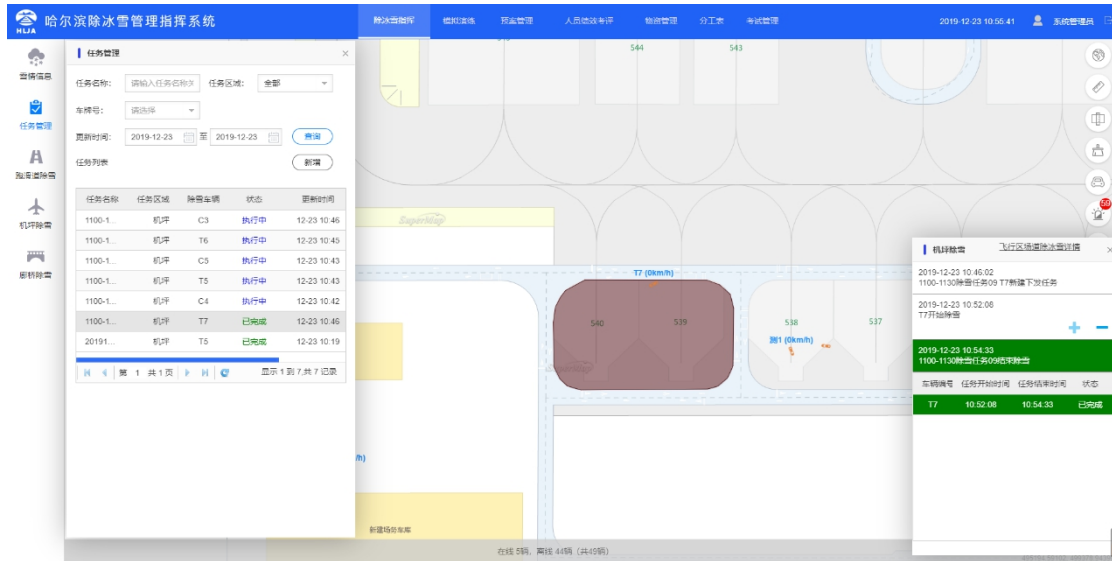 哈尔滨除冰雪管理指挥系统
HLJA
除冰雪指挥 模拟演练 预案管理 人员绩效考评 物资管理 分工表 考试管理
2019-12-23 10:55:41 系统管理员
雪情信息
任务管理
跑滑道除雪
机坪除雪
廊桥除雪
任务管理 ×
任务名称: 请输入任务名称 任务区域: 全部
车牌号: 请选择
更新时间: 2019-12-23 至 2019-12-23 查询
任务列表 新增
任务名称 任务区域 除雪车辆 状态 更新时间
1100-1... 机坪 C3 执行中 12-23 10:46
1100-1... 机坪 T6 执行中 12-23 10:45
1100-1... 机坪 C5 执行中 12-23 10:43
1100-1... 机坪 T5 执行中 12-23 10:43
1100-1... 机坪 C4 执行中 12-23 10:42
1100-1... 机坪 T7 已完成 12-23 10:46
20191... 机坪 T5 已完成 12-23 10:19
第 1 共1页 显示 1 到 7,共 7 记录
544
543
SuperMap
T7 (0km/h)
540
539
538
537
测1 (0km/h)
SuperMap
/h)
新建场务车库
在线 5辆, 离线 44辆 (共49辆)
59
机坪除雪 飞行区场道除冰雪详情 ×
2019-12-23 10:46:02
1100-1130除雪任务09 T7新建下发任务
2019-12-23 10:52:08
T7开始除雪
2019-12-23 10:54:33
1100-1130除雪任务09结束除雪
车辆编号 任务开始时间 任务结束时间 状态
T7 10:52:08 10:54:33 已完成